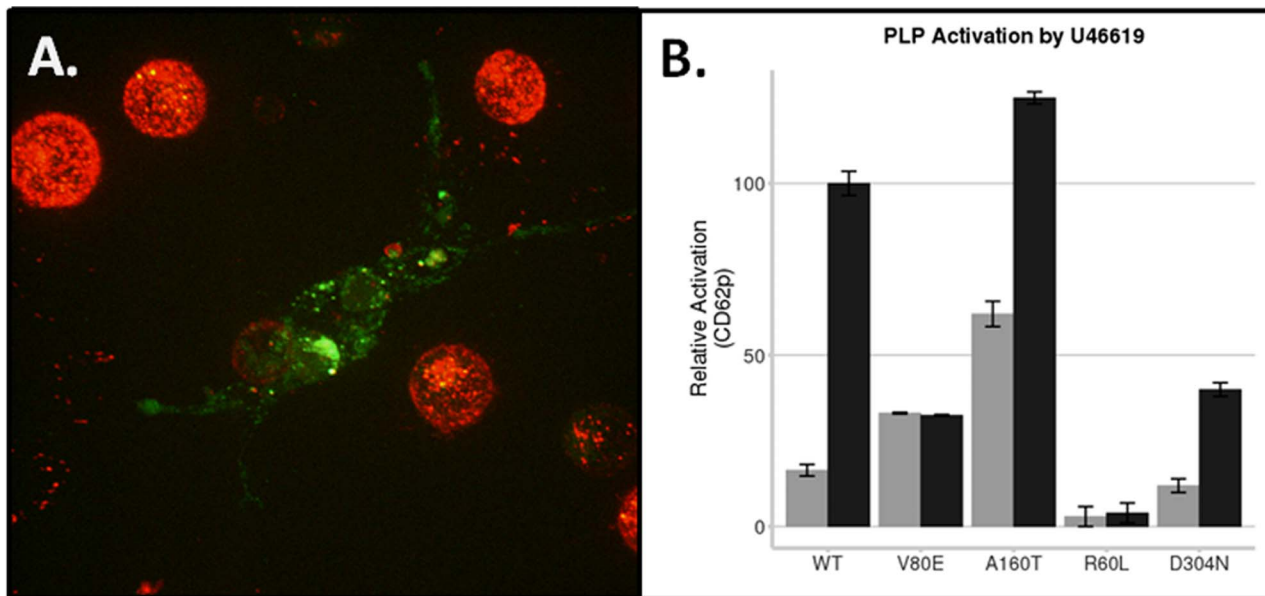 A.
B.
PLP Activation by U46619
Relative Activation
(CD62p)
100
50
0
WT V80E A160T R60L D304N